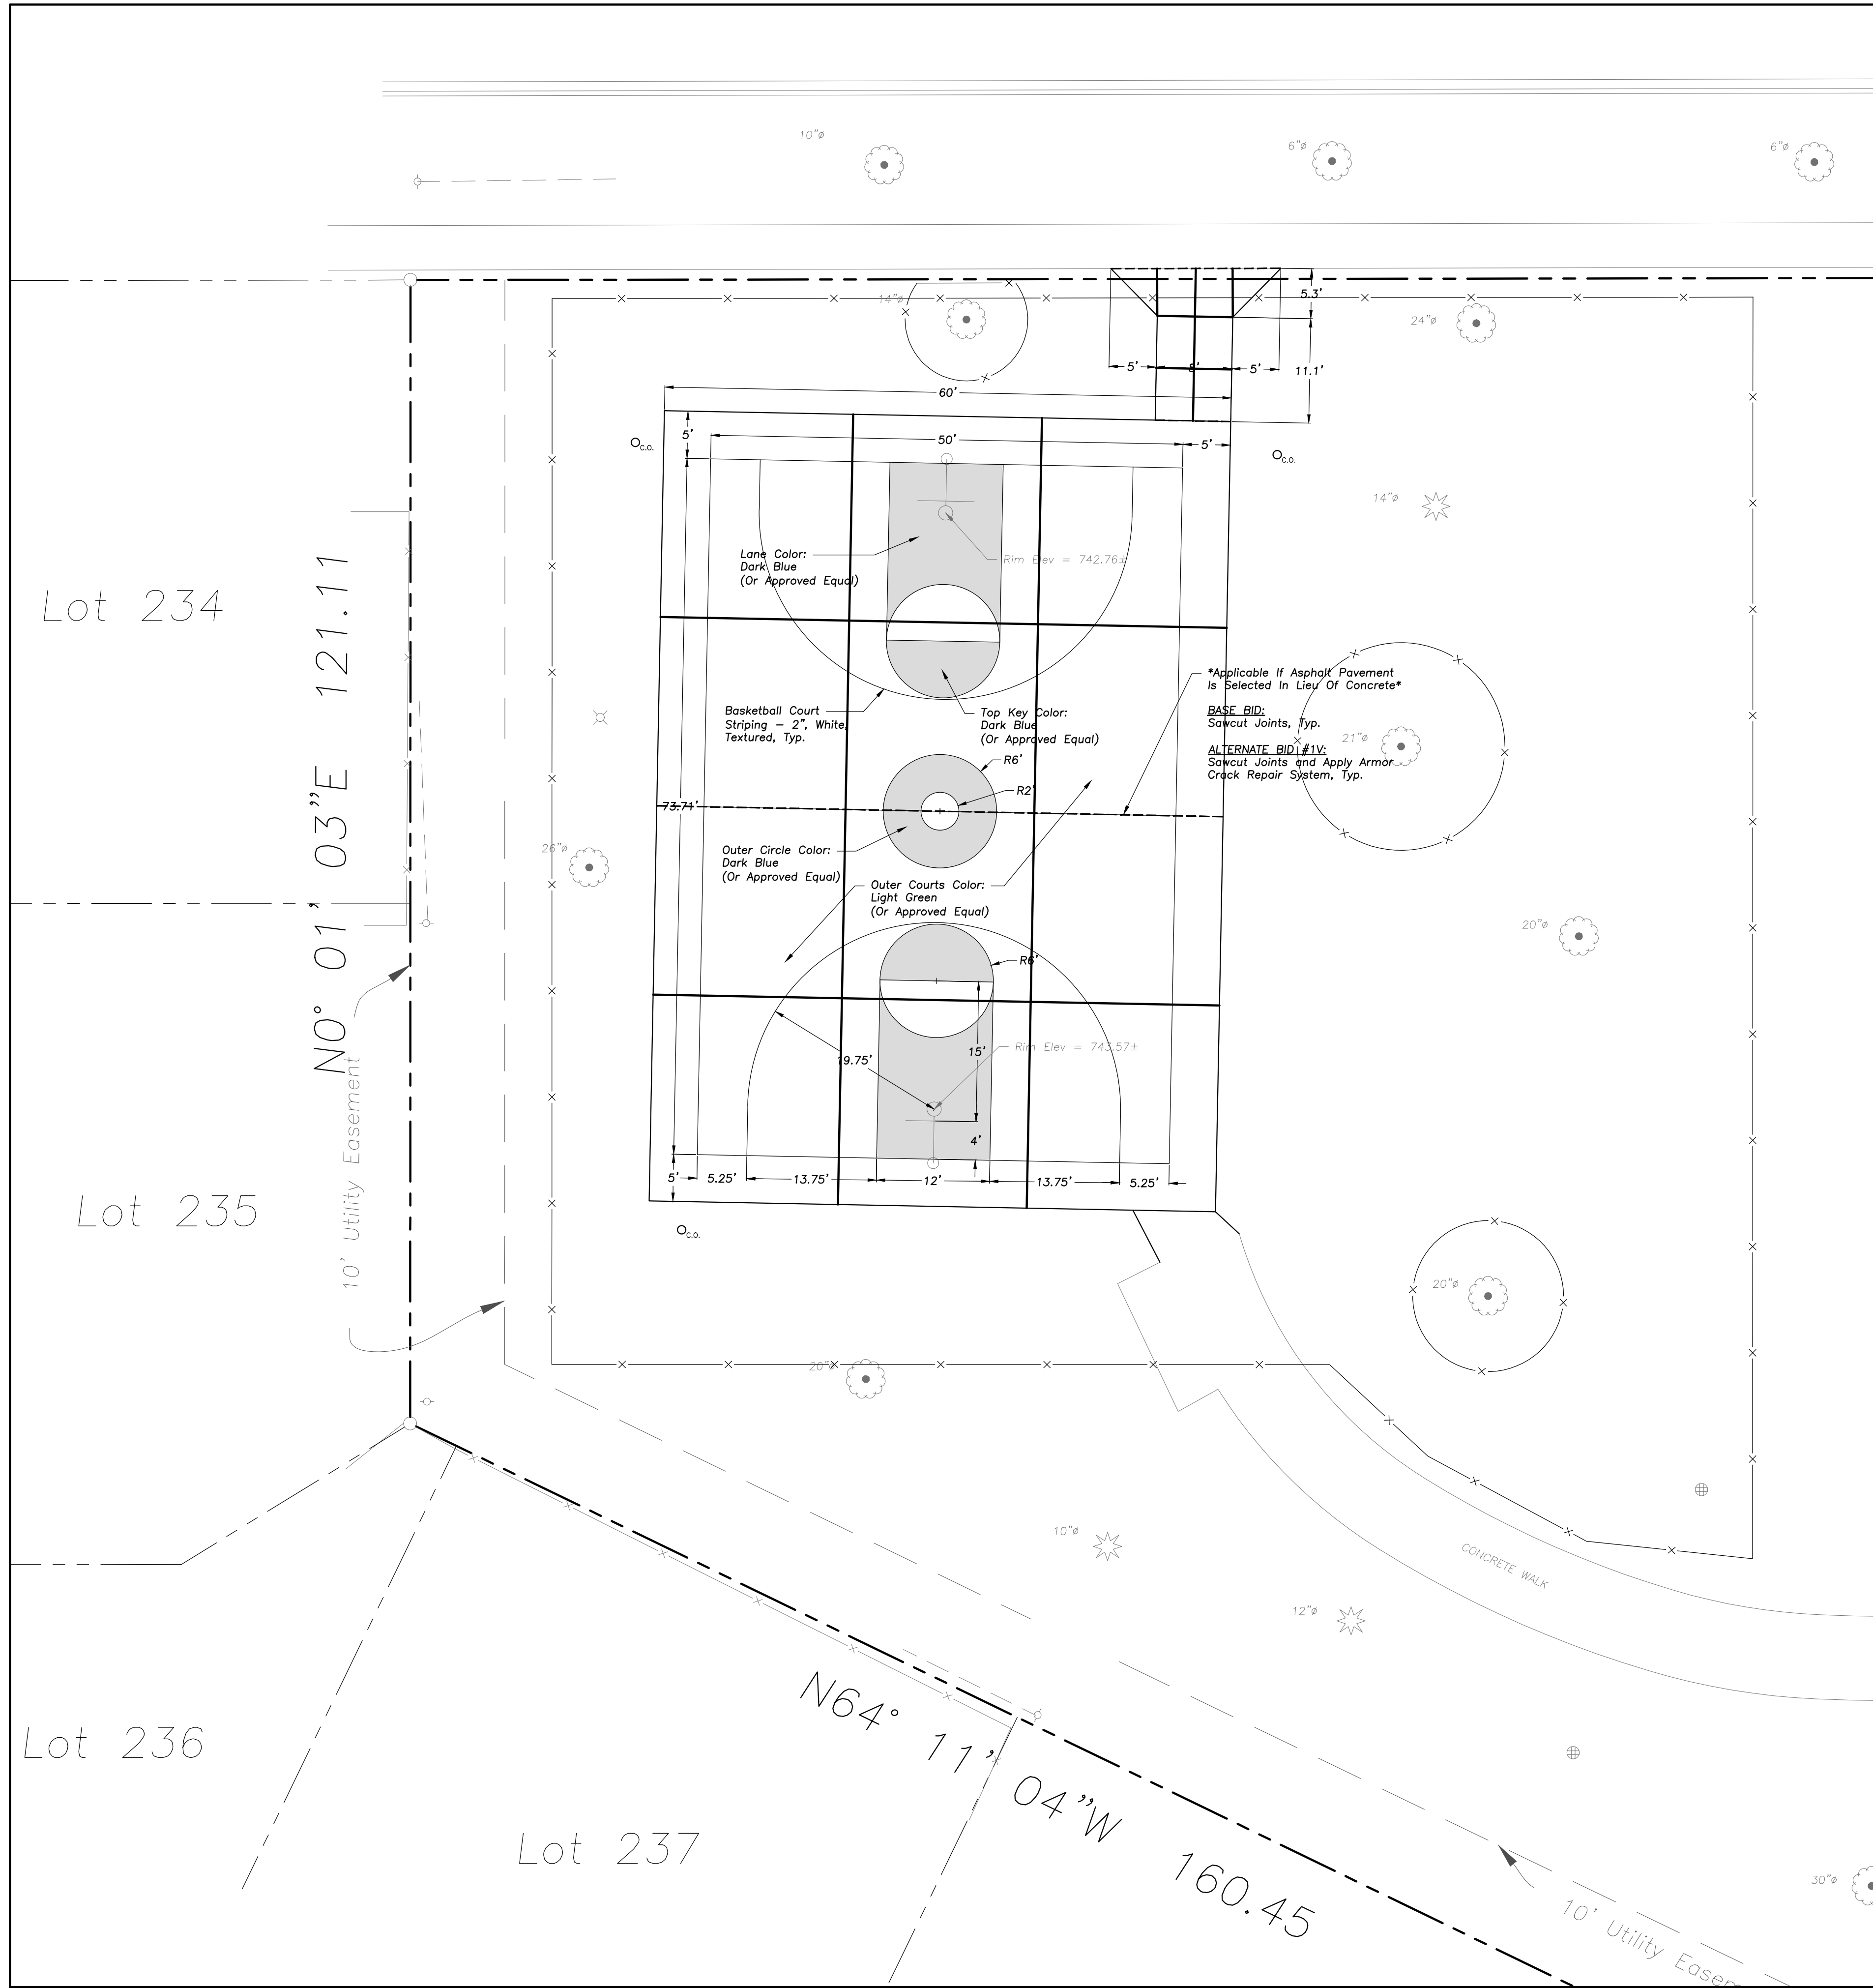 10"ø
6"ø
6"ø
14"ø
24"ø
5.3'
5'
8'
5'
11.1'
60'
5'
50'
5'
C.O.
C.O.
14"ø
Lane Color:
Dark Blue
(Or Approved Equal)
Rim Elev = 742.76±
Lot 234
N0° 01' 03"E 121.11
*Applicable If Asphalt Pavement
Is Selected In Lieu Of Concrete*
BASE BID:
Sawcut Joints, Typ.
ALTERNATE BID #1V:
Sawcut Joints and Apply Armor
Crack Repair System, Typ.
21"ø
Basketball Court
Striping – 2", White,
Textured, Typ.
Top Key Color:
Dark Blue
(Or Approved Equal)
R6'
R2'
73.71'
26"ø
Outer Circle Color:
Dark Blue
(Or Approved Equal)
Outer Courts Color:
Light Green
(Or Approved Equal)
20"ø
R6'
15'
Rim Elev = 743.57±
19.75'
4'
5'
5.25'
13.75'
12'
13.75'
5.25'
10' Utility Easement
Lot 235
C.O.
20"ø
20"ø
10"ø
CONCRETE WALK
12"ø
N64° 11' 04"W 160.45
Lot 236
Lot 237
30"ø
10' Utility Easem